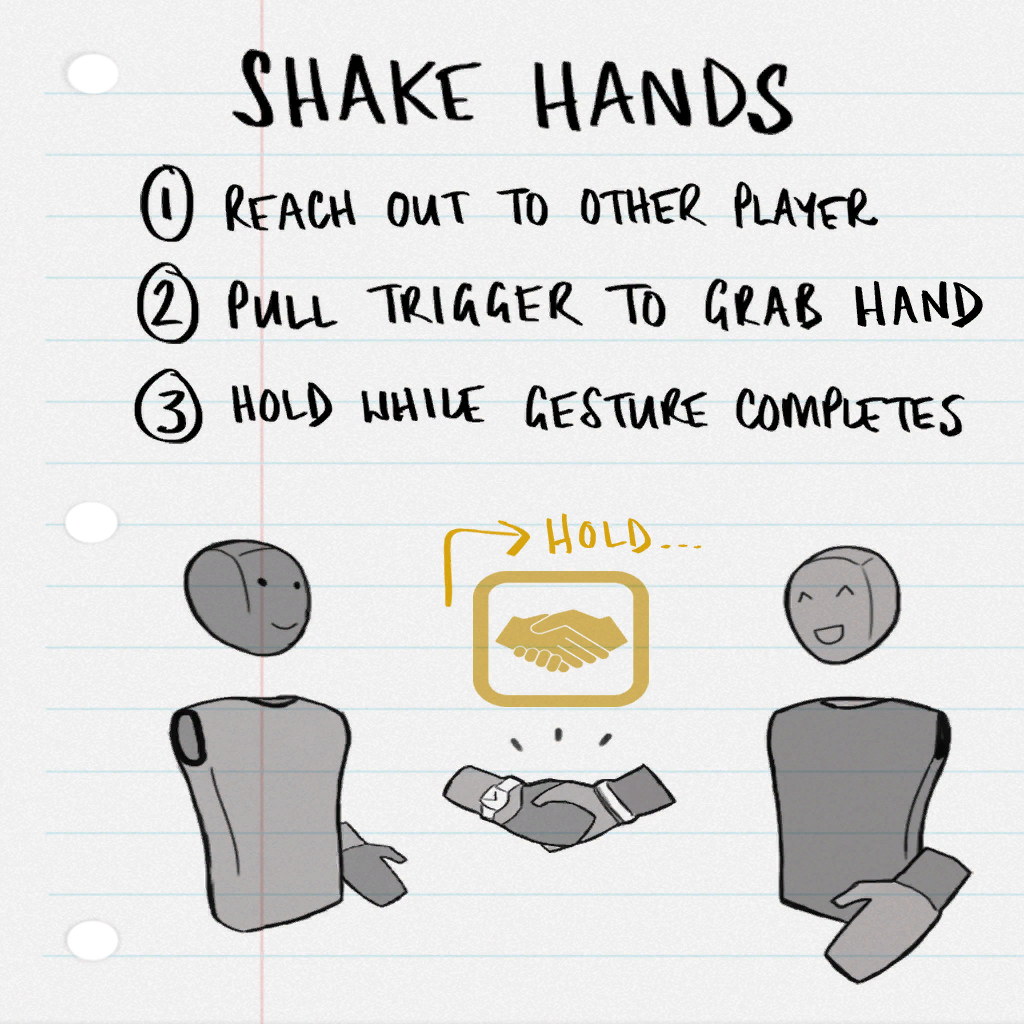 SHAKE HANDS
① REACH OUT TO OTHER PLAYER
② PULL TRIGGER TO GRAB HAND
③ HOLD WHILE GESTURE COMPLETES
HOLD...